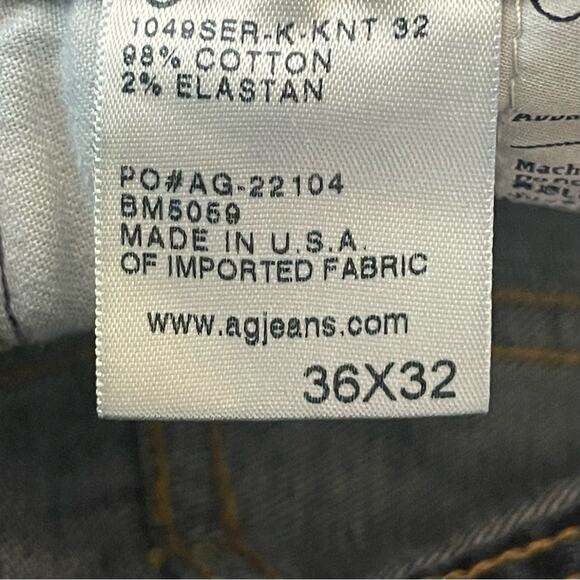 1049SER-K-KNT 32
98% COTTON
2% ELASTAN
PO#AG-22104
BM5059
MADE IN U.S.A.
OF IMPORTED FABRIC
www.agjeans.com
36X32
Mach